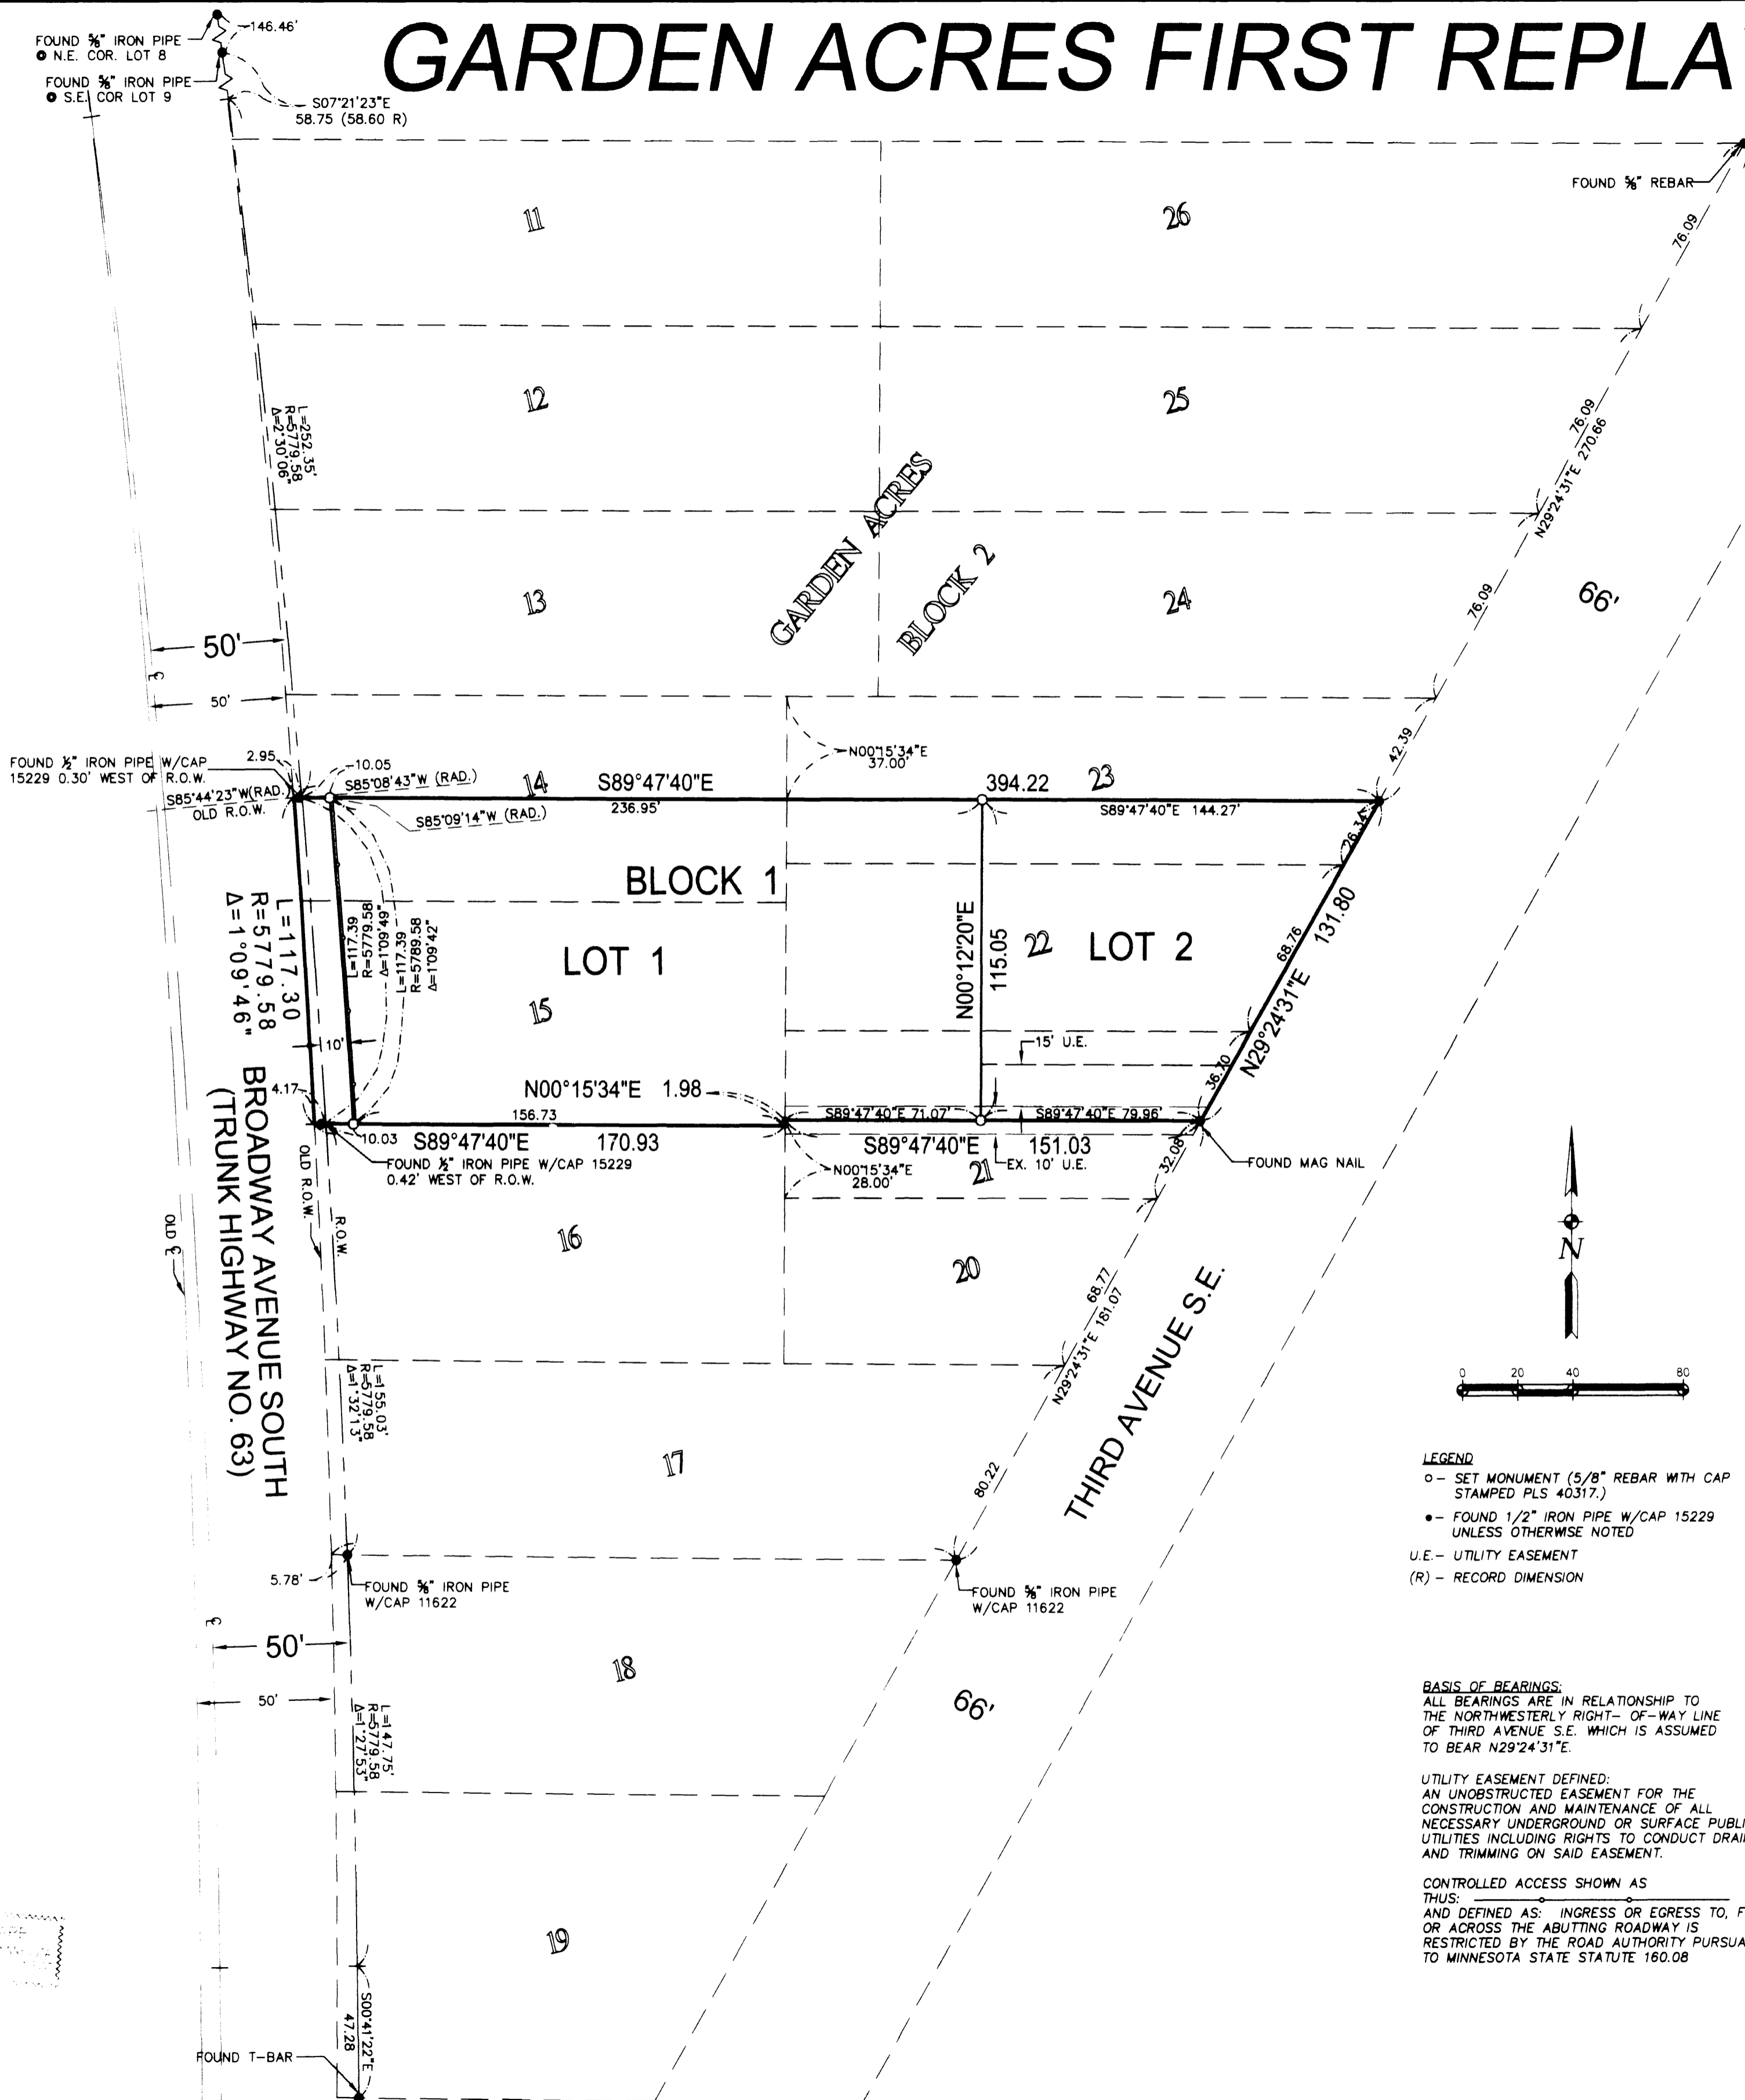 GARDEN ACRES FIRST REPLA
FOUND 5/8" IRON PIPE
@ N.E. COR. LOT 8
FOUND 5/8" IRON PIPE
@ S.E. COR LOT 9
146.46'
S07°21'23"E
58.75 (58.60 R)
FOUND 5/8" REBAR
11
26
76.09
12
25
L=252.35'
R=5779.58
Δ=2°30'06"
76.09
N29°24'31"E 270.66
GARDEN ACRES
BLOCK 2
13
24
76.09
66'
50'
℄
50'
42.39
N00°15'34"E
37.00'
FOUND ½" IRON PIPE W/CAP
15229 0.30' WEST OF R.O.W.
2.95
10.05
S85°08'43"W (RAD.)
S85°44'23"W(RAD.)
OLD R.O.W.
S85°09'14"W (RAD.)
14
S89°47'40"E
394.22
23
236.95'
S89°47'40"E 144.27'
26.34
BLOCK 1
L=117.30
R=5779.58
Δ=1°09'46"
L=117.39
R=5779.58
Δ=1°09'49"
L=117.39
R=5789.58
Δ=1°09'42"
LOT 1
15
N00°12'20"E
115.05
22
LOT 2
68.76
131.80
N29°24'31"E
10'
15' U.E.
36.70
4.17
N00°15'34"E 1.98
156.73
S89°47'40"E 71.07'
S89°47'40"E 79.96'
10.03
S89°47'40"E
170.93
S89°47'40"E
151.03
FOUND ½" IRON PIPE W/CAP 15229
0.42' WEST OF R.O.W.
N00°15'34"E
28.00'
EX. 10' U.E.
21
32.08
FOUND MAG NAIL
OLD R.O.W.
R.O.W.
OLD ℄
BROADWAY AVENUE SOUTH
(TRUNK HIGHWAY NO. 63)
16
20
68.77
N29°24'31"E 181.07
THIRD AVENUE S.E.
N
0 20 40 80
L=155.03'
R=5779.58
Δ=1°32'13"
17
80.22
LEGEND
○ – SET MONUMENT (5/8" REBAR WITH CAP
STAMPED PLS 40317.)
● – FOUND 1/2" IRON PIPE W/CAP 15229
UNLESS OTHERWISE NOTED
U.E.– UTILITY EASEMENT
(R) – RECORD DIMENSION
5.78'
FOUND 5/8" IRON PIPE
W/CAP 11622
FOUND 5/8" IRON PIPE
W/CAP 11622
℄
50'
50'
18
66'
L=147.75'
R=5779.58
Δ=1°27'53"
BASIS OF BEARINGS:
ALL BEARINGS ARE IN RELATIONSHIP TO
THE NORTHWESTERLY RIGHT– OF–WAY LINE
OF THIRD AVENUE S.E. WHICH IS ASSUMED
TO BEAR N29°24'31"E.
UTILITY EASEMENT DEFINED:
AN UNOBSTRUCTED EASEMENT FOR THE
CONSTRUCTION AND MAINTENANCE OF ALL
NECESSARY UNDERGROUND OR SURFACE PUBLI
UTILITIES INCLUDING RIGHTS TO CONDUCT DRAI
AND TRIMMING ON SAID EASEMENT.
CONTROLLED ACCESS SHOWN AS
THUS:
AND DEFINED AS: INGRESS OR EGRESS TO, F
OR ACROSS THE ABUTTING ROADWAY IS
RESTRICTED BY THE ROAD AUTHORITY PURSUA
TO MINNESOTA STATE STATUTE 160.08
19
S00°41'22"E
47.28
FOUND T–BAR